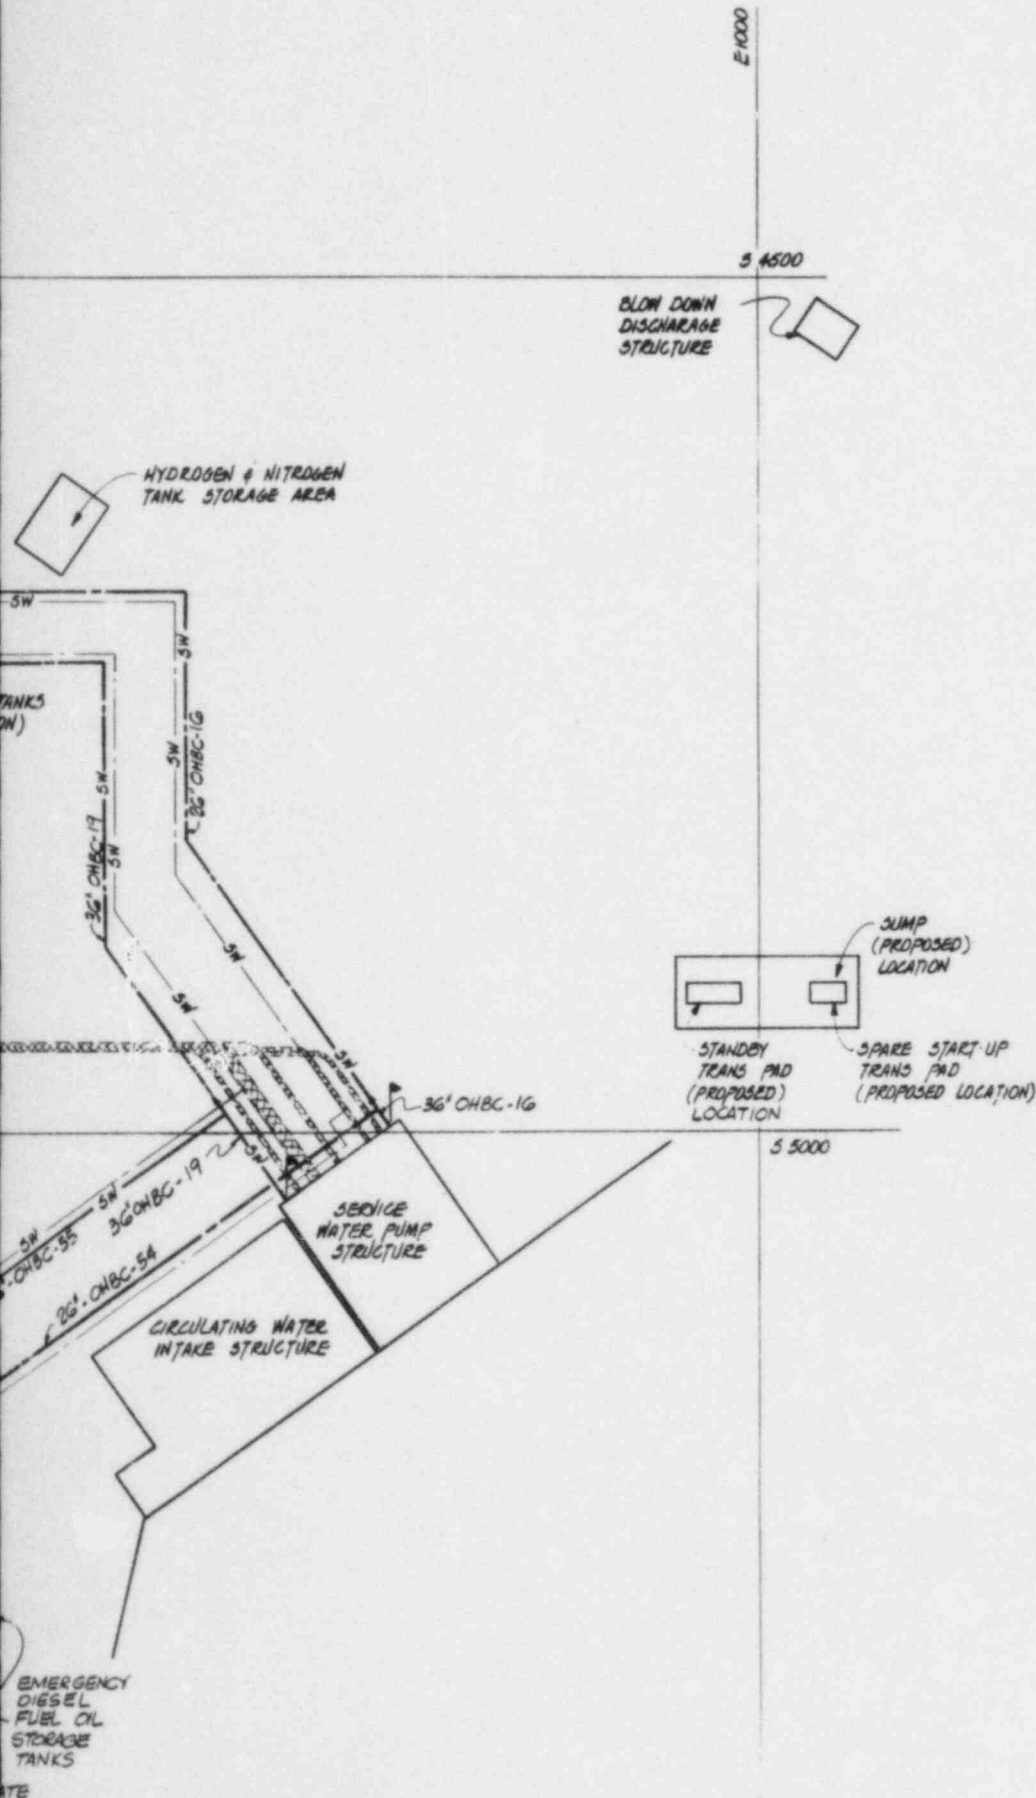 E1000
S 4500
BLOW DOWN
DISCHARAGE
STRUCTURE
HYDROGEN & NITROGEN
TANK STORAGE AREA
SW
SW
TANKS
SW
26" OHBC-16
SW
36" OHBC-19
SW
SW
SW
SUMP
(PROPOSED)
LOCATION
STANDBY
TRANS PAD
(PROPOSED)
LOCATION
SPARE START-UP
TRANS PAD
(PROPOSED LOCATION)
SW
36" OHBC-16
S 5000
SW
36" OHBC-19
SW
SW
-OHBC-55
26"-OHBC-54
SERVICE
WATER PUMP
STRUCTURE
CIRCULATING WATER
INTAKE STRUCTURE
EMERGENCY
DIESEL
FUEL OIL
STORAGE
TANKS